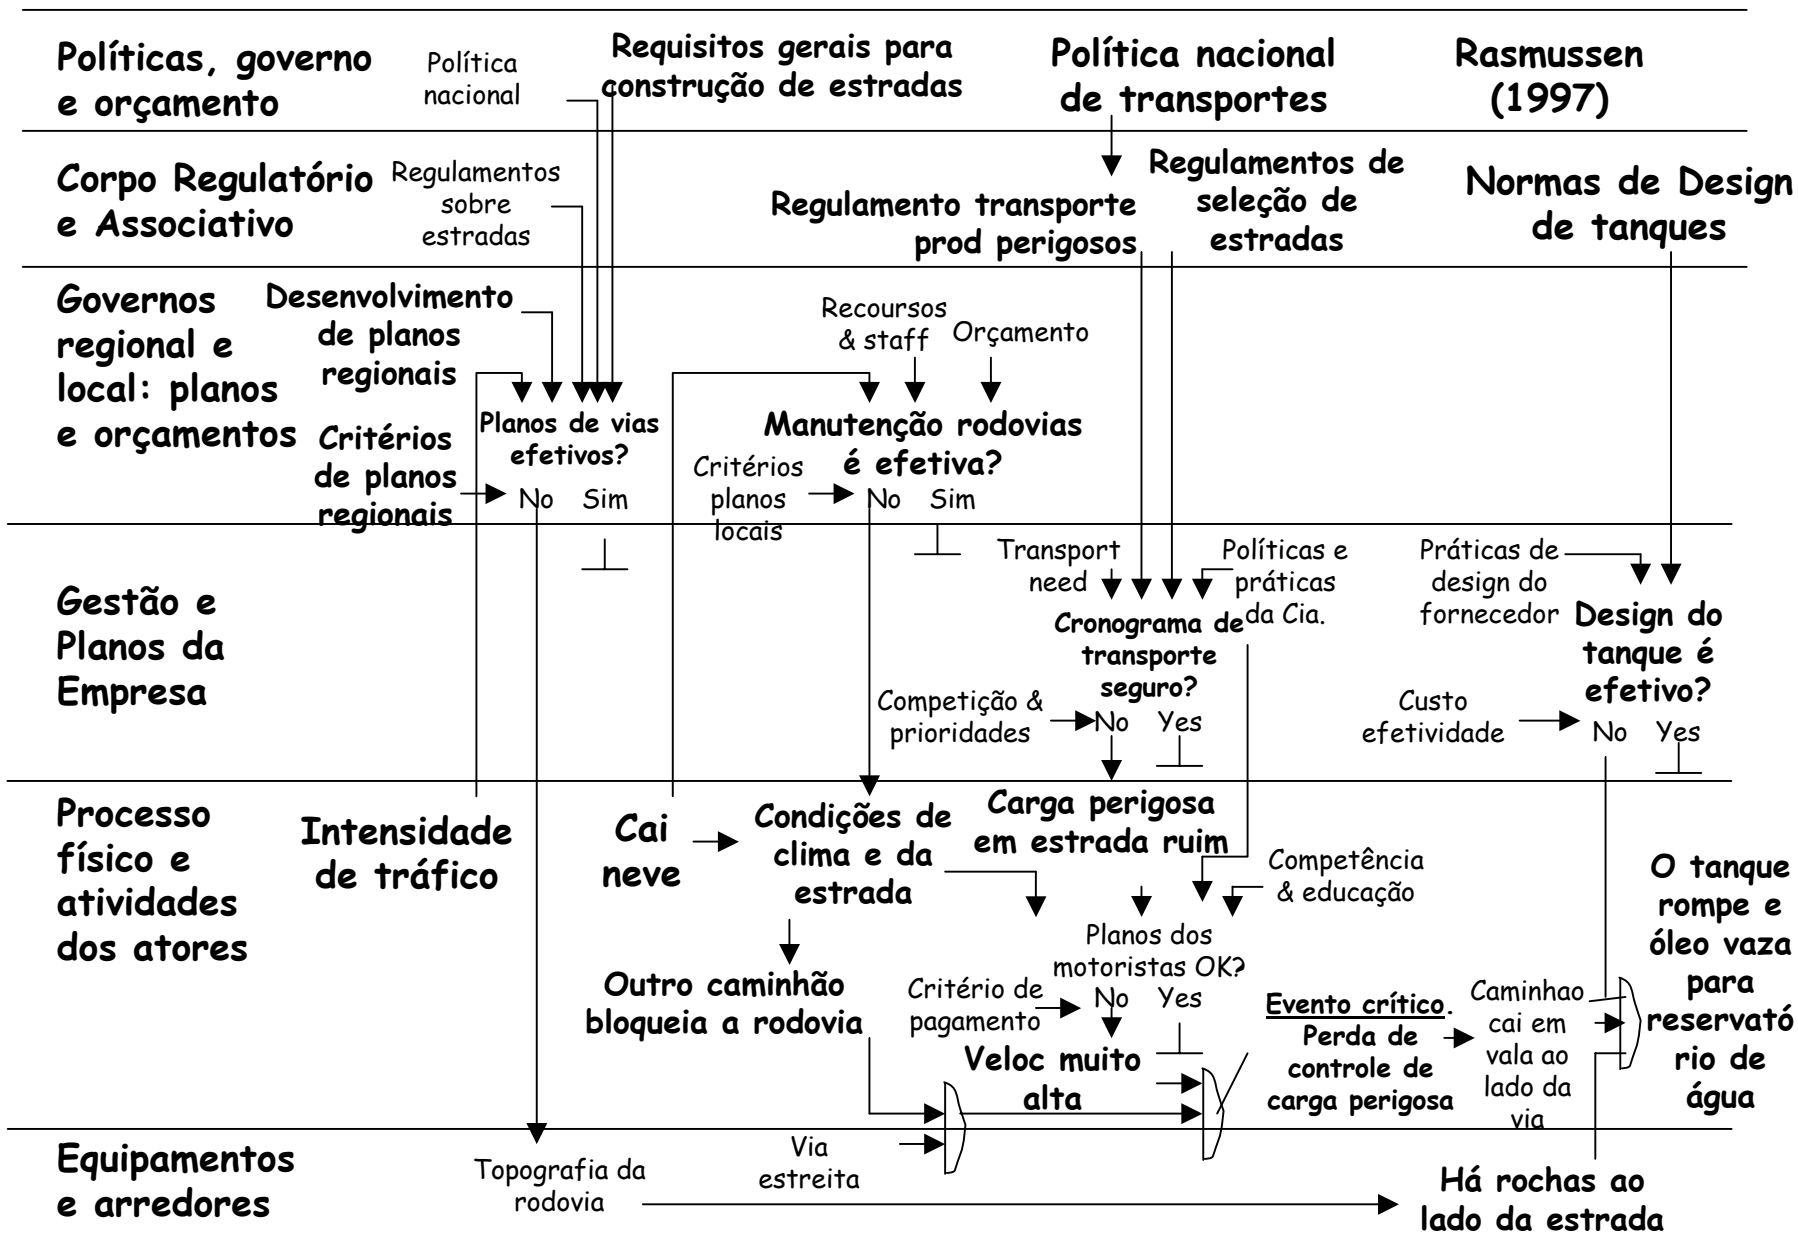 Políticas, governo
e orçamento
Política
nacional
Requisitos gerais para
construção de estradas
Política nacional
de transportes
Rasmussen
(1997)
Corpo Regulatório
e Associativo
Regulamentos
sobre
estradas
Regulamento transporte
prod perigosos
Regulamentos de
seleção de
estradas
Normas de Design
de tanques
Governos
regional e
local: planos
e orçamentos
Desenvolvimento
de planos
regionais
Critérios
de planos
regionais
Planos de vias
efetivos?
No Sim
Recoursos
& staff
Orçamento
Manutenção rodovias
é efetiva?
Critérios
planos
locais
No Sim
Gestão e
Planos da
Empresa
Transport
need
Políticas e
práticas
da Cia.
Cronograma de
transporte
seguro?
Competição &
prioridades
No Yes
Práticas de
design do
fornecedor
Design do
tanque é
efetivo?
Custo
efetividade
No Yes
Processo
físico e
atividades
dos atores
Intensidade
de tráfico
Cai
neve
Condições de
clima e da
estrada
Carga perigosa
em estrada ruim
Competência
& educação
Outro caminhão
bloqueia a rodovia
Planos dos
motoristas OK?
Critério de
pagamento
No Yes
Veloc muito
alta
Evento crítico.
Perda de
controle de
carga perigosa
Caminhao
cai em
vala ao
lado da
via
O tanque
rompe e
óleo vaza
para
reservató
rio de
água
Equipamentos
e arredores
Topografia da
rodovia
Via
estreita
Há rochas ao
lado da estrada